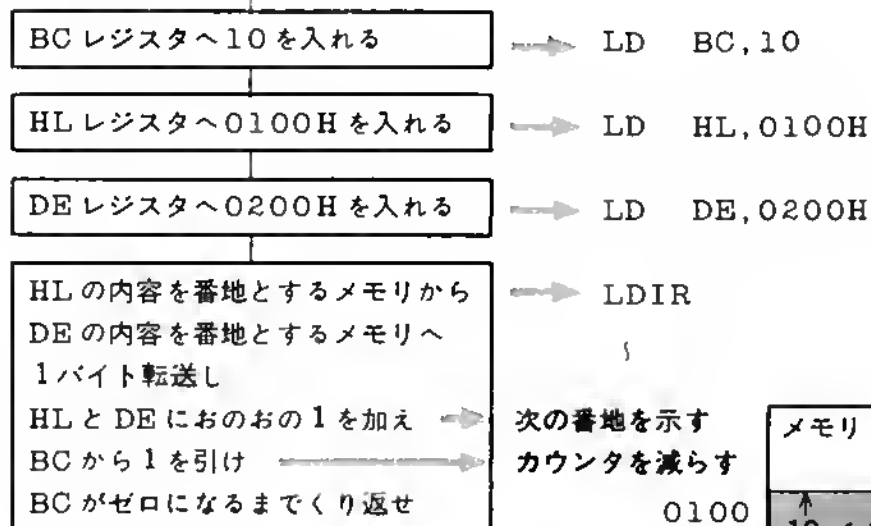 BCレジスタへ10を入れる
LD BC,10
HLレジスタへ0100Hを入れる
LD HL,0100H
DEレジスタへ0200Hを入れる
LD DE,0200H
HLの内容を番地とするメモリから
LDIR
DEの内容を番地とするメモリへ
1バイト転送し
HLとDEにおのおの1を加え
次の番地を示す
BCから1を引け
カウンタを減らす
BCがゼロになるまでくり返せ
メモリ
0100